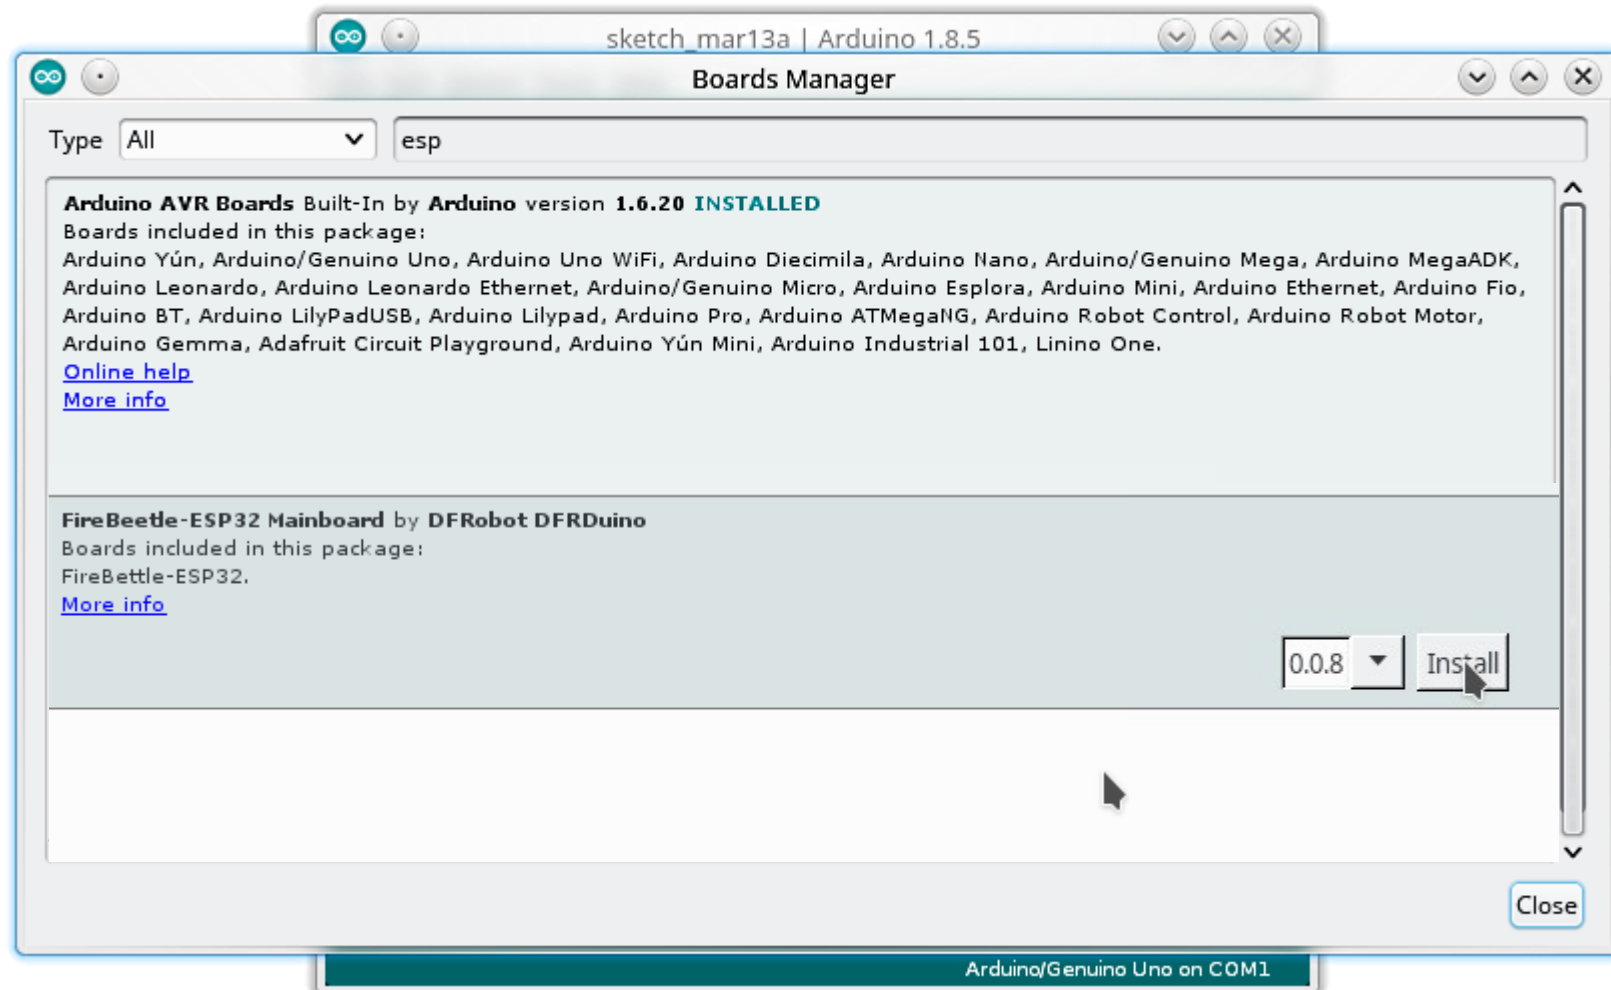 sketch_mar13a | Arduino 1.8.5
Boards Manager
Type All esp
Arduino AVR Boards Built-In by Arduino version 1.6.20 INSTALLED
Boards included in this package:
Arduino Yún, Arduino/Genuino Uno, Arduino Uno WiFi, Arduino Diecimila, Arduino Nano, Arduino/Genuino Mega, Arduino MegaADK,
Arduino Leonardo, Arduino Leonardo Ethernet, Arduino/Genuino Micro, Arduino Esplora, Arduino Mini, Arduino Ethernet, Arduino Fio,
Arduino BT, Arduino LilyPadUSB, Arduino Lilypad, Arduino Pro, Arduino ATMegaNG, Arduino Robot Control, Arduino Robot Motor,
Arduino Gemma, Adafruit Circuit Playground, Arduino Yún Mini, Arduino Industrial 101, Linino One.
Online help
More info
FireBeetle-ESP32 Mainboard by DFRobot DFRDuino
Boards included in this package:
FireBettle-ESP32.
More info
0.0.8 Install
Close
Arduino/Genuino Uno on COM1